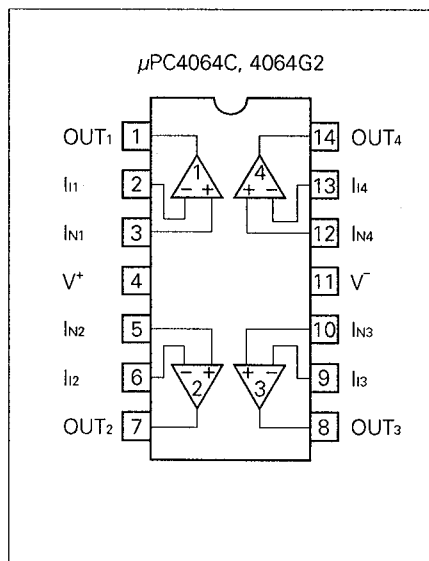 µPC4064C, 4064G2
OUT1 1 14 OUT4
1 4
II1 2 - + + - 13 II4
IN1 3 12 IN4
V+ 4 11 V-
IN2 5 10 IN3
II2 6 - + + - 9 II3
2 3
OUT2 7 8 OUT3